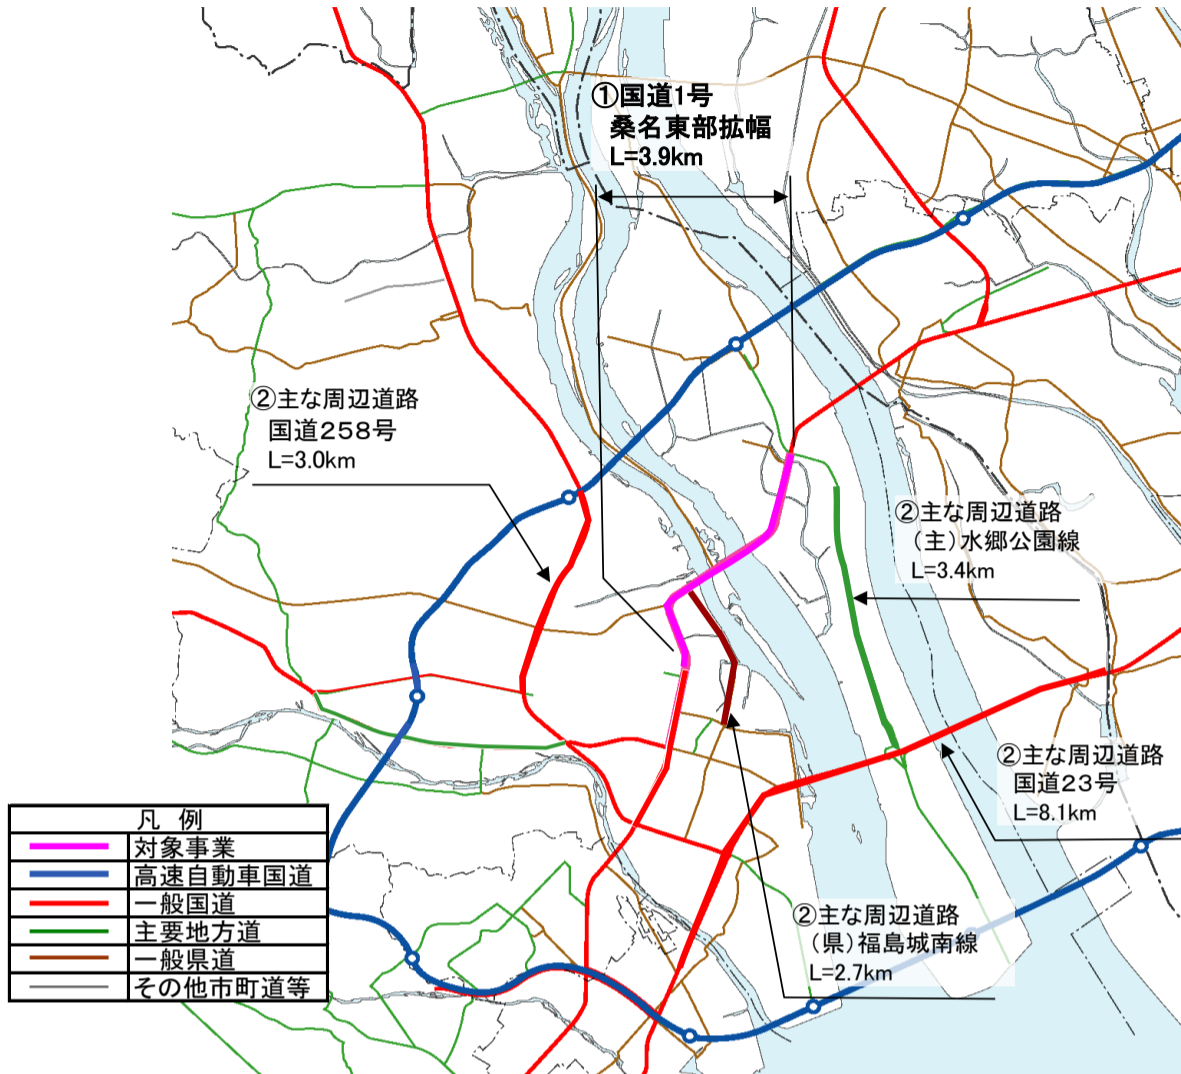 ①国道1号
桑名東部拡幅
L=3.9km
②主な周辺道路
国道258号
L=3.0km
②主な周辺道路
(主)水郷公園線
L=3.4km
②主な周辺道路
国道23号
L=8.1km
②主な周辺道路
(県)福島城南線
L=2.7km
凡 例
対象事業
高速自動車国道
一般国道
主要地方道
一般県道
その他市町道等